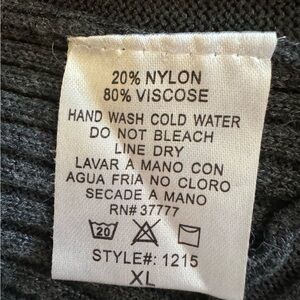 20% NYLON
80% VISCOSE
HAND WASH COLD WATER
DO NOT BLEACH
LINE DRY
LAVAR A MANO CON
AGUA FRIA NO CLORO
SECADE A MANO
RN# 37777
20
STYLE#: 1215
XL